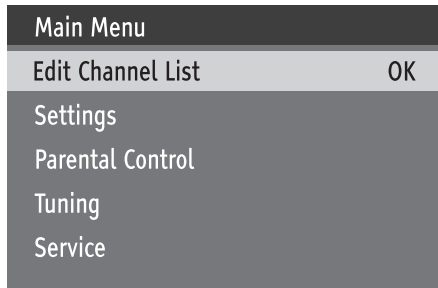 Main Menu
Edit Channel List OK
Settings
Parental Control
Tuning
Service